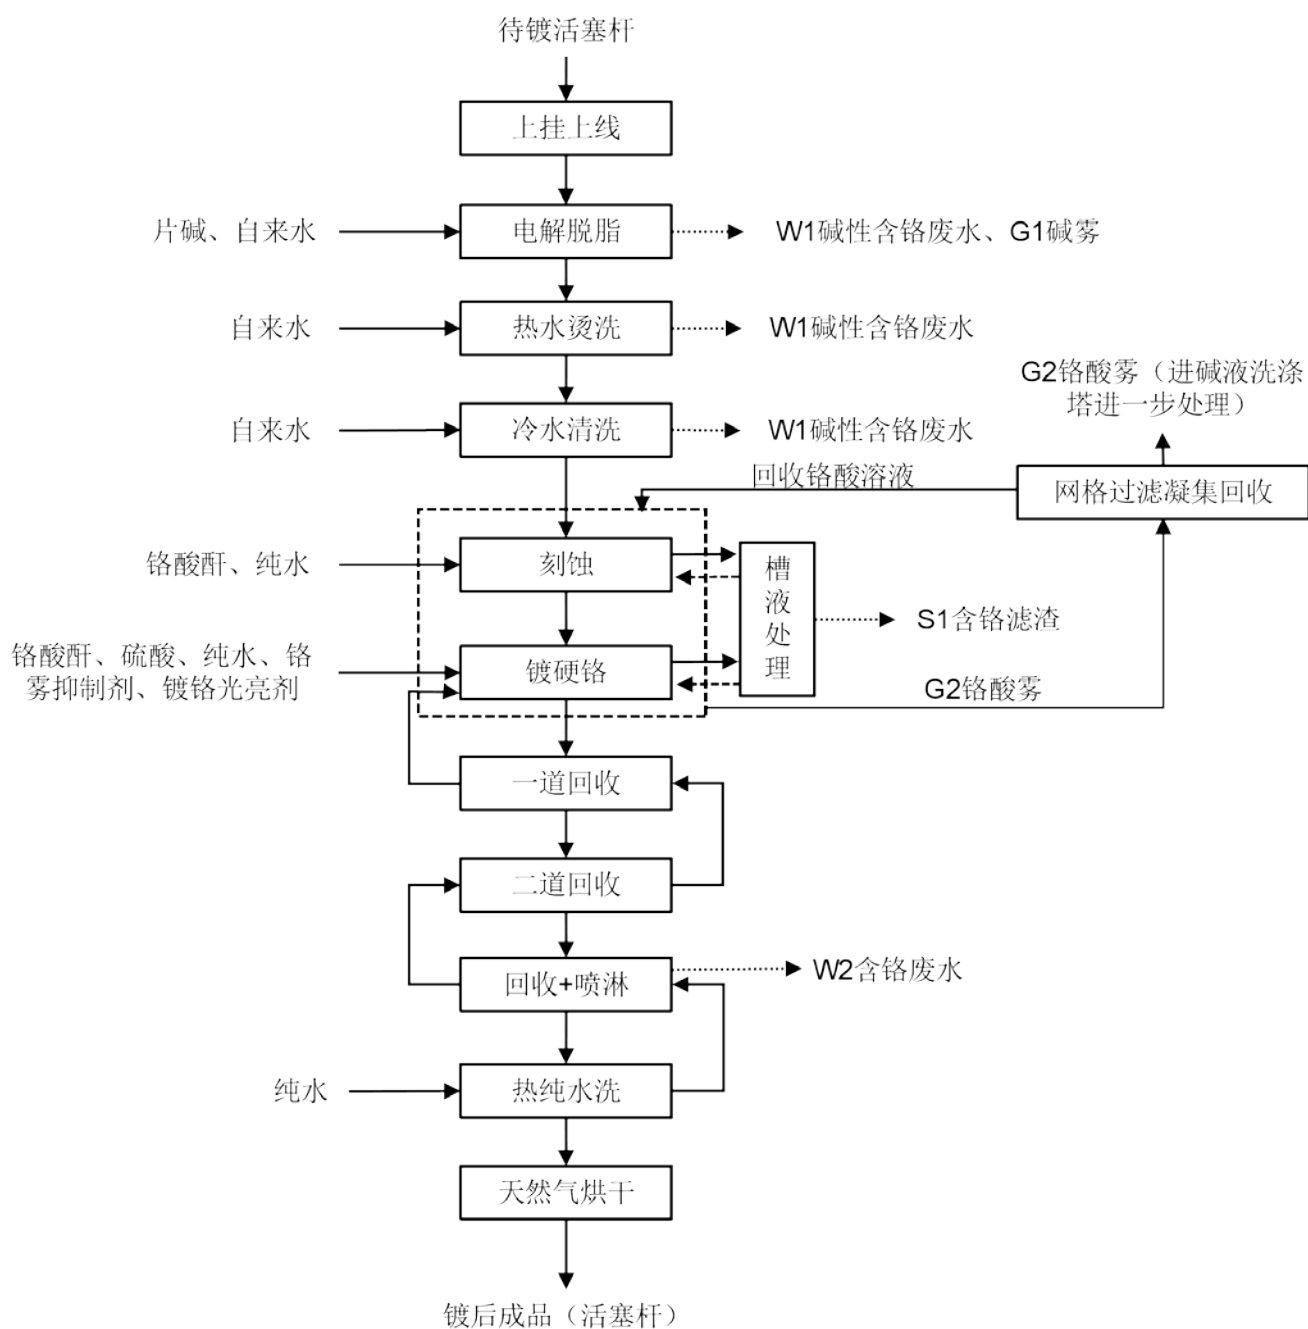 待镀活塞杆
上挂上线
片碱、自来水
电解脱脂
W1碱性含铬废水、G1碱雾
自来水
热水烫洗
W1碱性含铬废水
自来水
冷水清洗
W1碱性含铬废水
G2铬酸雾（进碱液洗涤
塔进一步处理）
回收铬酸溶液
网格过滤凝集回收
铬酸酐、纯水
刻蚀
槽
液
处
理
S1含铬滤渣
铬酸酐、硫酸、纯水、铬
雾抑制剂、镀铬光亮剂
镀硬铬
G2铬酸雾
一道回收
二道回收
回收+喷淋
W2含铬废水
纯水
热纯水洗
天然气烘干
镀后成品（活塞杆）